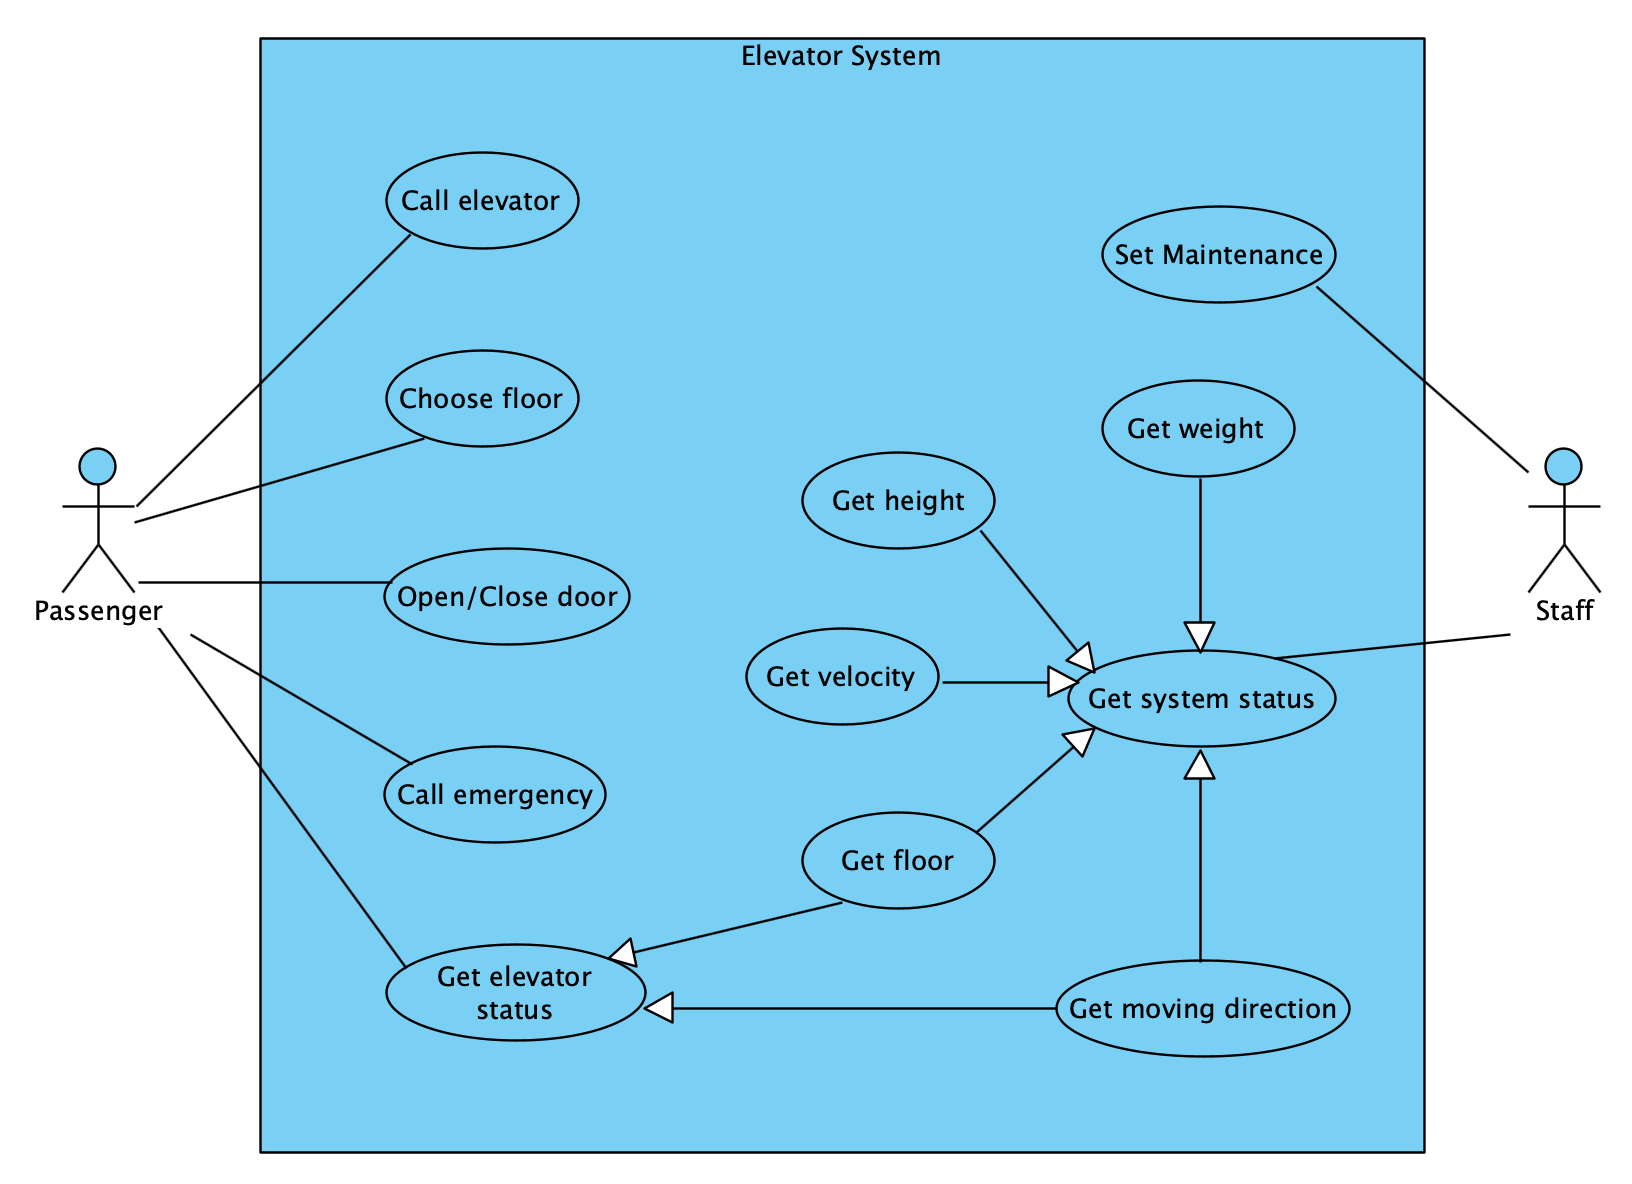 Elevator System
Call elevator
Set Maintenance
Choose floor
Get weight
Get height
Open/Close door
Passenger
Staff
Get velocity
Get system status
Call emergency
Get floor
Get elevator
status
Get moving direction